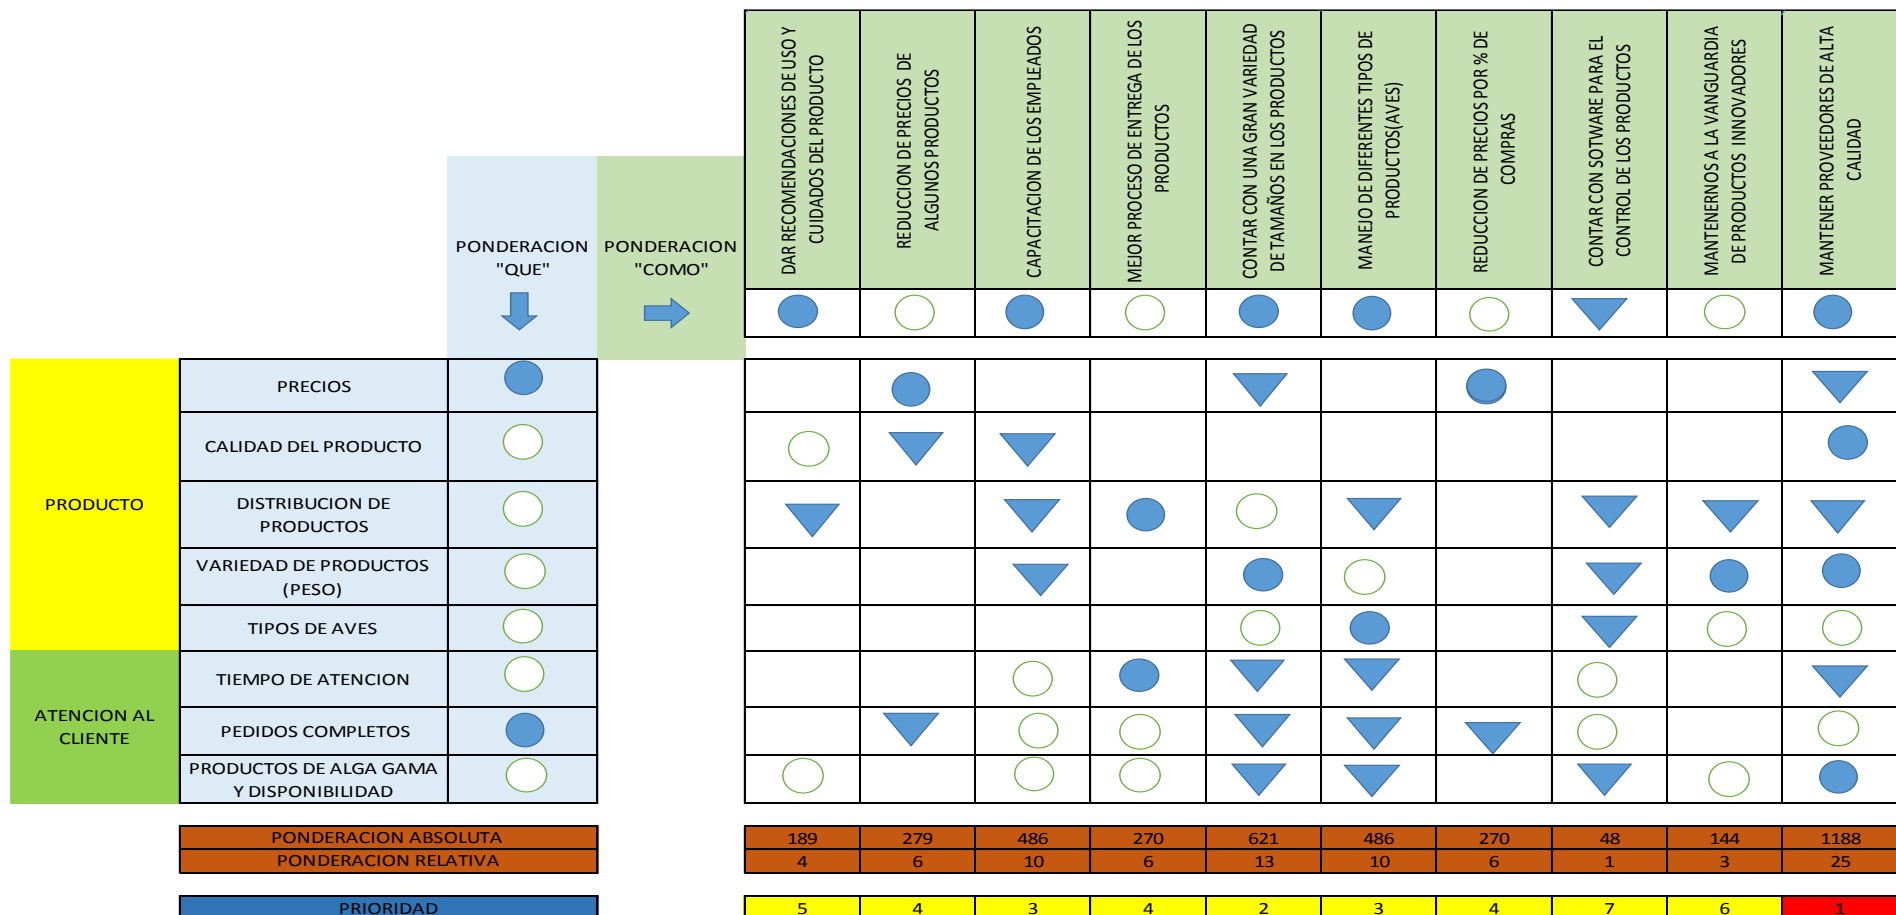 DAR RECOMENDACIONES DE USO Y
CUIDADOS DEL PRODUCTO
REDUCCION DE PRECIOS DE
ALGUNOS PRODUCTOS
CAPACITACION DE LOS EMPLEADOS
MEJOR PROCESO DE ENTREGA DE LOS
PRODUCTOS
CONTAR CON UNA GRAN VARIEDAD
DE TAMAÑOS EN LOS PRODUCTOS
MANEJO DE DIFERENTES TIPOS DE
PRODUCTOS(AVES)
REDUCCION DE PRECIOS POR % DE
COMPRAS
CONTAR CON SOTWARE PARA EL
CONTROL DE LOS PRODUCTOS
MANTENERNOS A LA VANGUARDIA
DE PRODUCTOS INNOVADORES
MANTENER PROVEEDORES DE ALTA
CALIDAD
PONDERACION
"QUE"
PONDERACION
"COMO"
PRODUCTO
PRECIOS
CALIDAD DEL PRODUCTO
DISTRIBUCION DE
PRODUCTOS
VARIEDAD DE PRODUCTOS
(PESO)
TIPOS DE AVES
ATENCION AL
CLIENTE
TIEMPO DE ATENCION
PEDIDOS COMPLETOS
PRODUCTOS DE ALGA GAMA
Y DISPONIBILIDAD
PONDERACION ABSOLUTA 189 279 486 270 621 486 270 48 144 1188
PONDERACION RELATIVA 4 6 10 6 13 10 6 1 3 25
PRIORIDAD 5 4 3 4 2 3 4 7 6 1